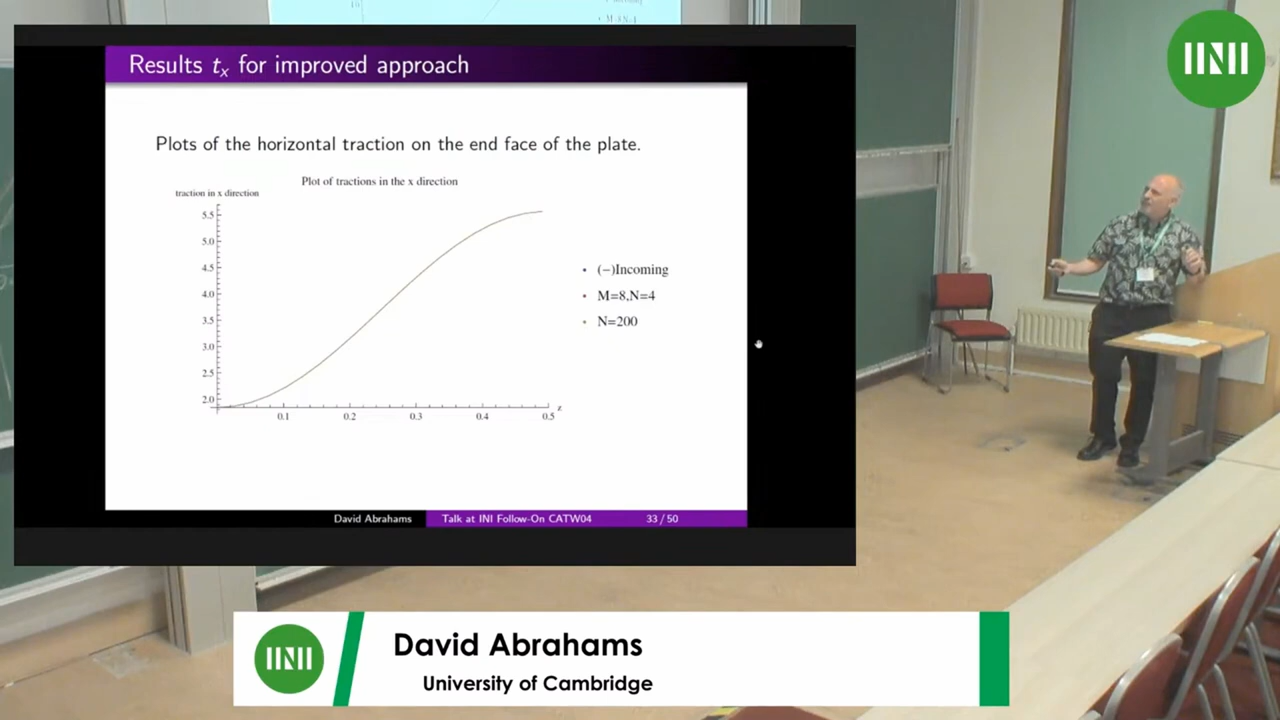 Results tx for improved approach
Plots of the horizontal traction on the end face of the plate.
Plot of tractions in the x direction
traction in x direction
5.5
5.0
4.5
4.0
3.5
3.0
2.5
2.0
0.1 0.2 0.3 0.4 0.5
z
(−)Incoming
M=8,N=4
N=200
David Abrahams Talk at INI Follow-On CATW04 33 / 50
INI
INI
David Abrahams
University of Cambridge